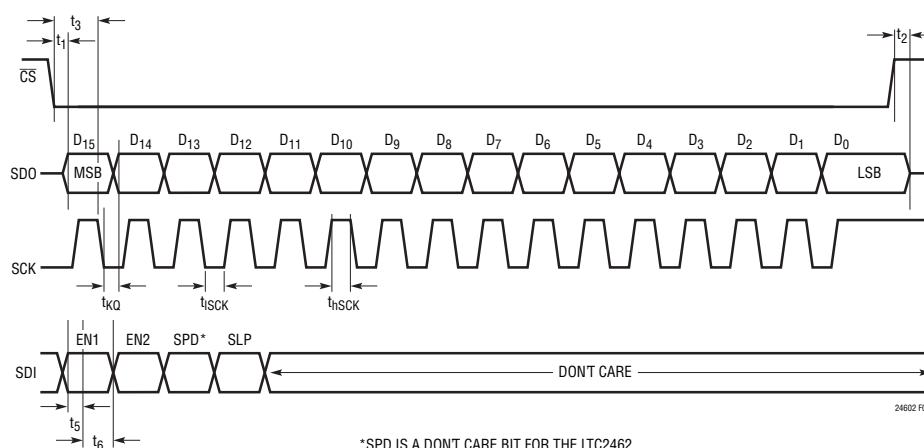 t3
t1
t2
CS
D15 D14 D13 D12 D11 D10 D9 D8 D7 D6 D5 D4 D3 D2 D1 D0
SDO MSB LSB
SCK
tKQ tlSCK thSCK
EN1 EN2 SPD* SLP
SDI DON'T CARE
t5
t6
24602 F
*SPD IS A DON'T CARE BIT FOR THE LTC2462